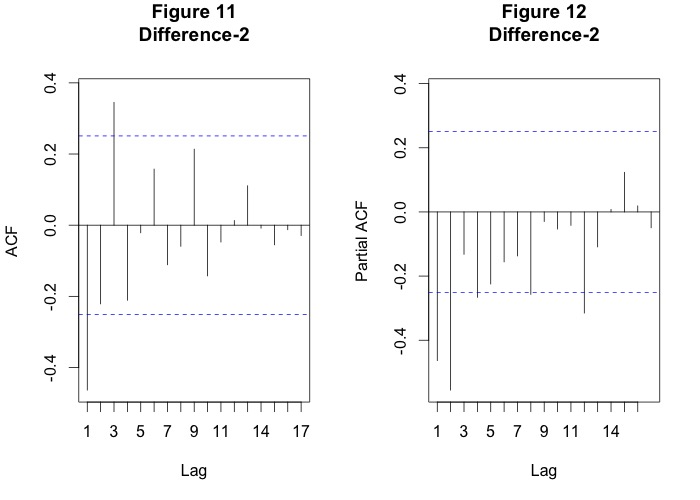 Figure 11
Difference-2
ACF
0.4
0.2
0.0
-0.2
-0.4
1 3 5 7 9 11 14 17
Lag
Figure 12
Difference-2
Partial ACF
0.4
0.2
0.0
-0.2
-0.4
1 3 5 7 9 11 14
Lag